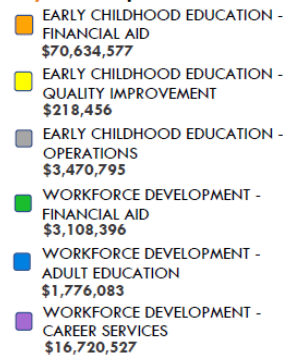 EARLY CHILDHOOD EDUCATION -
FINANCIAL AID
$70,634,577
EARLY CHILDHOOD EDUCATION -
QUALITY IMPROVEMENT
$218,456
EARLY CHILDHOOD EDUCATION -
OPERATIONS
$3,470,795
WORKFORCE DEVELOPMENT -
FINANCIAL AID
$3,108,396
WORKFORCE DEVELOPMENT -
ADULT EDUCATION
$1,776,083
WORKFORCE DEVELOPMENT -
CAREER SERVICES
$16,720,527